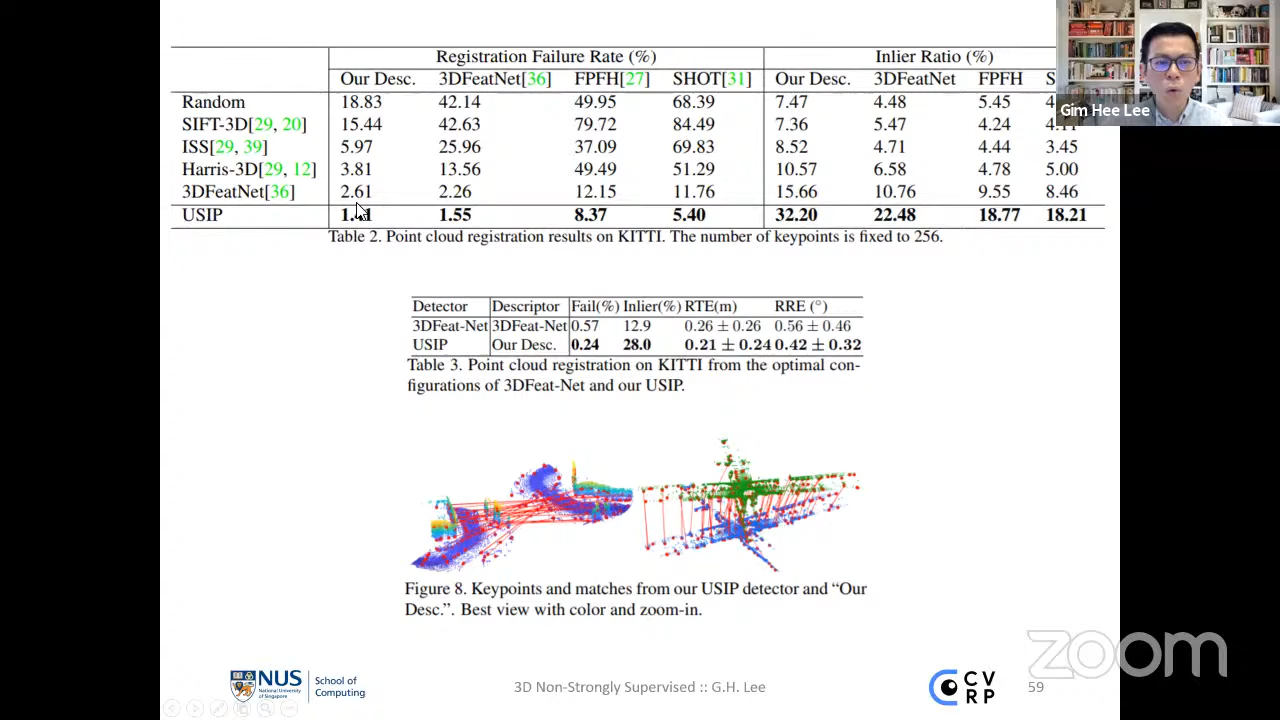 Registration Failure Rate (%) Inlier Ratio (%)
Our Desc. 3DFeatNet[36] FPFH[27] SHOT[31] Our Desc. 3DFeatNet FPFH
Random 18.83 42.14 49.95 68.39 7.47 4.48 5.45
SIFT-3D[29, 20] 15.44 42.63 79.72 84.49 7.36 5.47 4.24
ISS[29, 39] 5.97 25.96 37.09 69.83 8.52 4.71 4.44 3.45
Harris-3D[29, 12] 3.81 13.56 49.49 51.29 10.57 6.58 4.78 5.00
3DFeatNet[36] 2.61 2.26 12.15 11.76 15.66 10.76 9.55 8.46
USIP 1.55 8.37 5.40 32.20 22.48 18.77 18.21
Table 2. Point cloud registration results on KITTI. The number of keypoints is fixed to 256.
Gim Hee Lee
Detector Descriptor Fail(%) Inlier(%) RTE(m) RRE (°)
3DFeat-Net 3DFeat-Net 0.57 12.9 0.26 ± 0.26 0.56 ± 0.46
USIP Our Desc. 0.24 28.0 0.21 ± 0.24 0.42 ± 0.32
Table 3. Point cloud registration on KITTI from the optimal con-
figurations of 3DFeat-Net and our USIP.
Figure 8. Keypoints and matches from our USIP detector and “Our
Desc.”. Best view with color and zoom-in.
zoom
NUS
National University
of Singapore
School of
Computing
3D Non-Strongly Supervised :: G.H. Lee
CV
RP
59